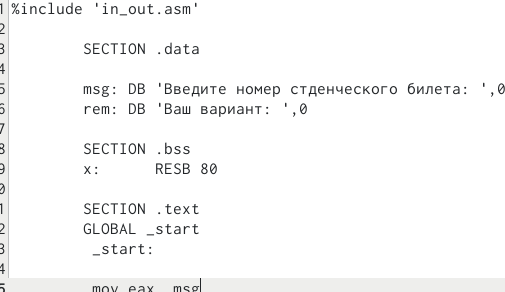 1 %include 'in_out.asm'
2
3 SECTION .data
4
5 msg: DB 'Введите номер стденческого билета: ',0
6 rem: DB 'Ваш вариант: ',0
7
8 SECTION .bss
9 x: RESB 80
0
1 SECTION .text
2 GLOBAL _start
3 _start:
4
5 mov eax, msg